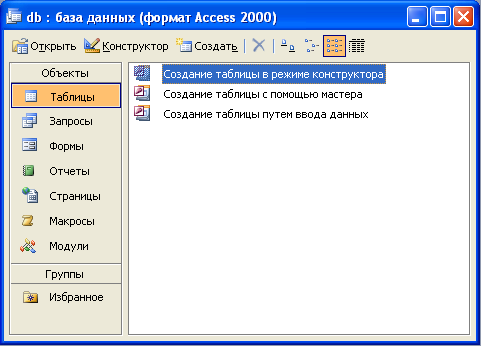 db : база данных (формат Access 2000)
Открыть Конструктор Создать
Объекты
Таблицы
Запросы
Формы
Отчеты
Страницы
Макросы
Модули
Группы
Избранное
Создание таблицы в режиме конструктора
Создание таблицы с помощью мастера
Создание таблицы путем ввода данных